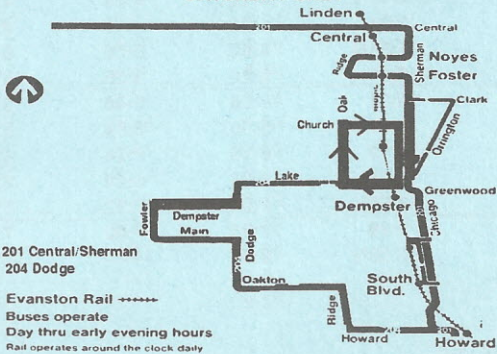 Linden
201
Central
Central
Ridge
Sherman
Noyes
Foster
Oak
Clark
Church
Orrington
Lake
204
Greenwood
Dempster
Fowler
Dempster
Main
Chicago
Dodge
201 Central/Sherman
204 Dodge
Oakton
South
Blvd.
Ridge
Evanston Rail
Buses operate
Day thru early evening hours
Rail operates around the clock daily
Howard
204
201
Howard